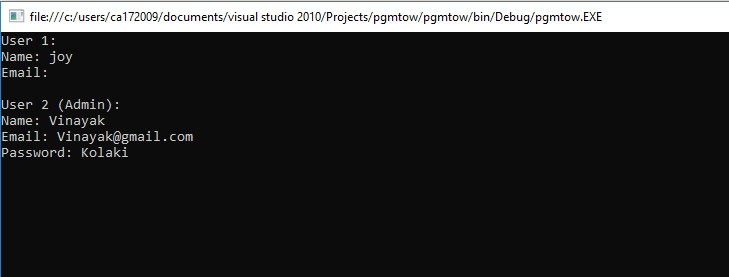 file:///c:/users/ca172009/documents/visual studio 2010/Projects/pgmtow/pgmtow/bin/Debug/pgmtow.EXE
User 1:
Name: joy
Email:
User 2 (Admin):
Name: Vinayak
Email: Vinayak@gmail.com
Password: Kolaki